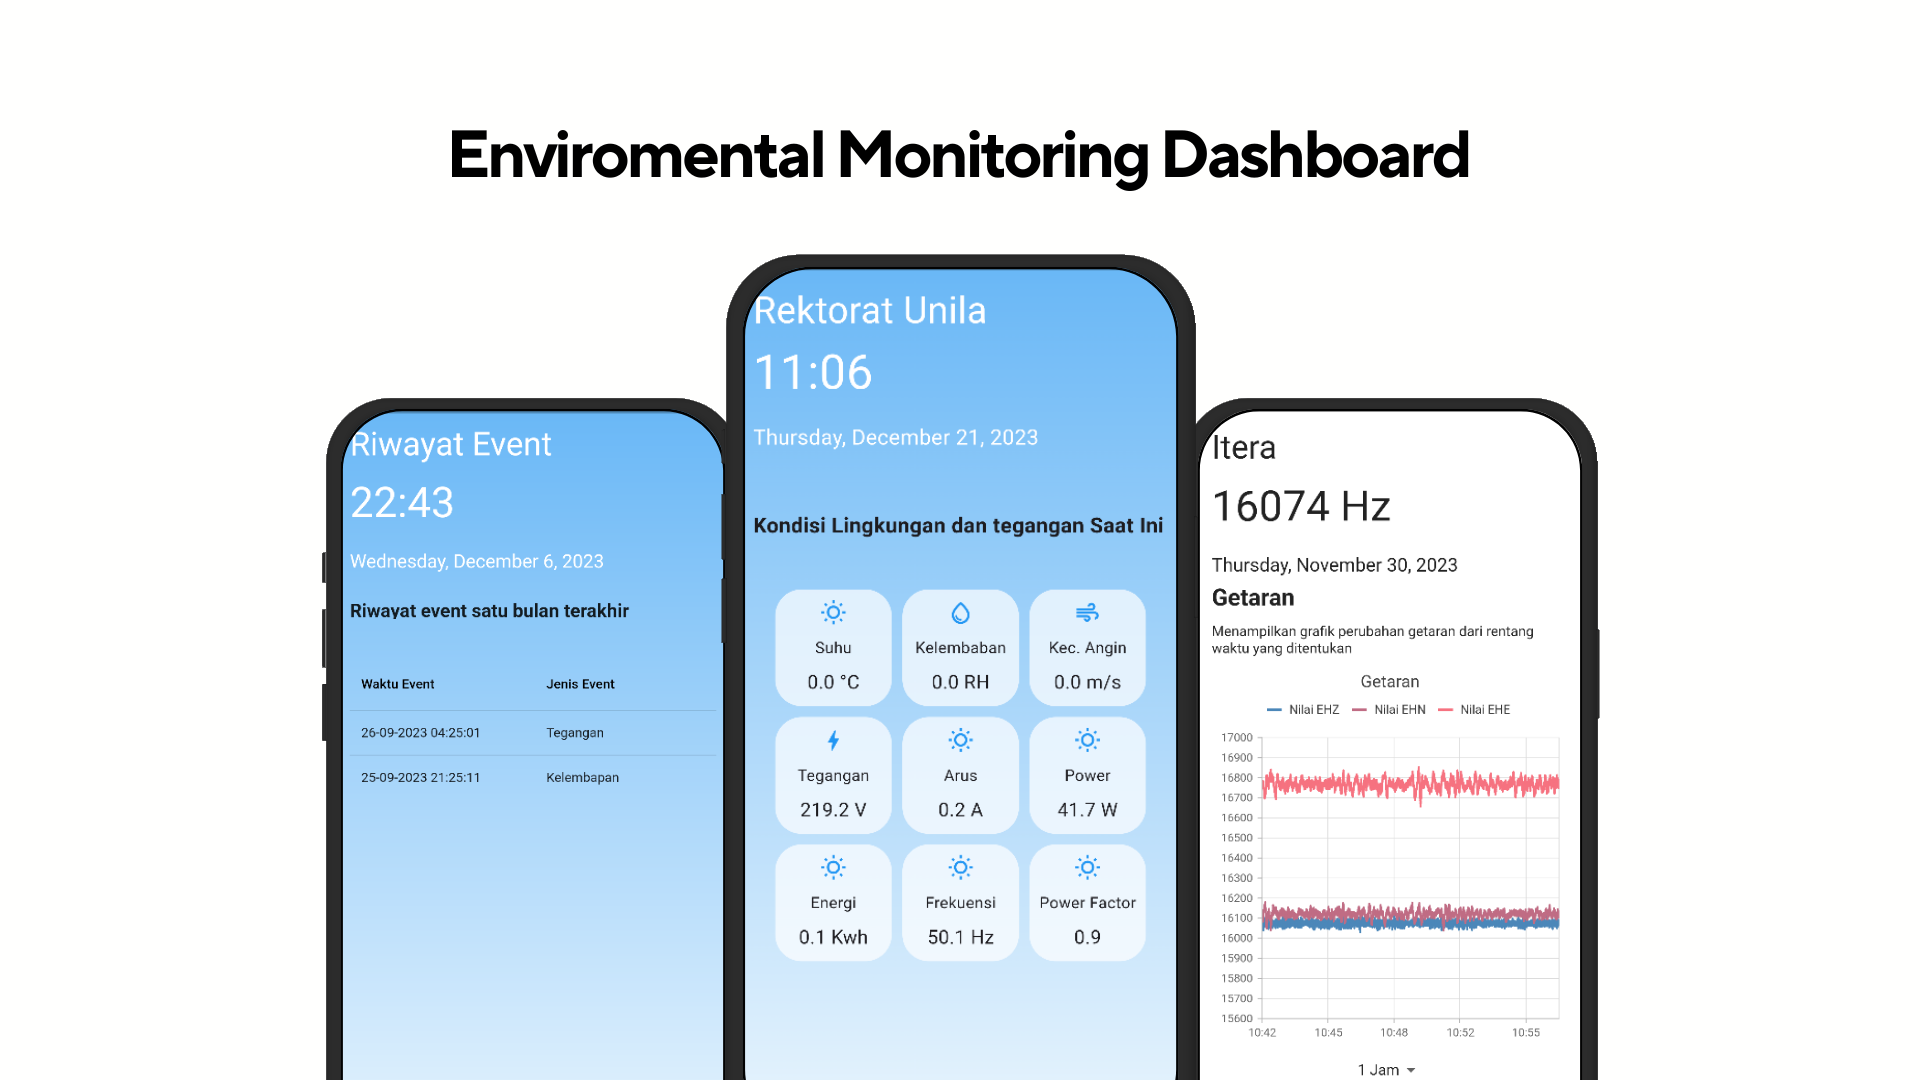 Enviromental Monitoring Dashboard
Riwayat Event
22:43
Wednesday, December 6, 2023
Riwayat event satu bulan terakhir
Waktu Event Jenis Event
26-09-2023 04:25:01 Tegangan
25-09-2023 21:25:11 Kelembapan
Rektorat Unila
11:06
Thursday, December 21, 2023
Kondisi Lingkungan dan tegangan Saat Ini
Suhu Kelembaban Kec. Angin
0.0 °C 0.0 RH 0.0 m/s
Tegangan Arus Power
219.2 V 0.2 A 41.7 W
Energi Frekuensi Power Factor
0.1 Kwh 50.1 Hz 0.9
Itera
16074 Hz
Thursday, November 30, 2023
Getaran
Menampilkan grafik perubahan getaran dari rentang
waktu yang ditentukan
Getaran
Nilai EHZ Nilai EHN Nilai EHE
17000
16900
16800
16700
16600
16500
16400
16300
16200
16100
16000
15900
15800
15700
15600
10:42 10:45 10:48 10:52 10:55
1 Jam